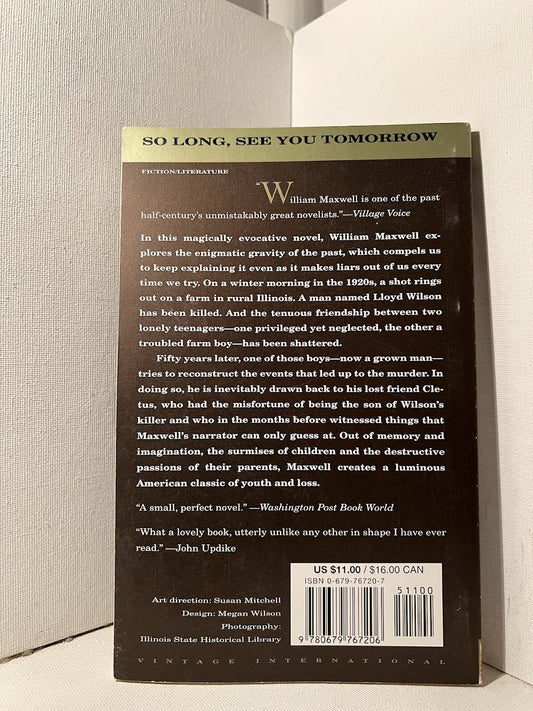 SO LONG, SEE YOU TOMORROW
FICTION/LITERATURE
"William Maxwell is one of the past
half-century's unmistakably great novelists."—Village Voice
In this magically evocative novel, William Maxwell ex-
plores the enigmatic gravity of the past, which compels us
to keep explaining it even as it makes liars out of us every
time we try. On a winter morning in the 1920s, a shot rings
out on a farm in rural Illinois. A man named Lloyd Wilson
has been killed. And the tenuous friendship between two
lonely teenagers—one privileged yet neglected, the other a
troubled farm boy—has been shattered.
Fifty years later, one of those boys—now a grown man—
tries to reconstruct the events that led up to the murder. In
doing so, he is inevitably drawn back to his lost friend Cle-
tus, who had the misfortune of being the son of Wilson's
killer and who in the months before witnessed things that
Maxwell's narrator can only guess at. Out of memory and
imagination, the surmises of children and the destructive
passions of their parents, Maxwell creates a luminous
American classic of youth and loss.
"A small, perfect novel." —Washington Post Book World
"What a lovely book, utterly unlike any other in shape I have ever
read." —John Updike
US $11.00 / $16.00 CAN
ISBN 0-679-76720-7
51100
9 780679 767206
Art direction: Susan Mitchell
Design: Megan Wilson
Photography:
Illinois State Historical Library
VINTAGE INTERNATIONAL